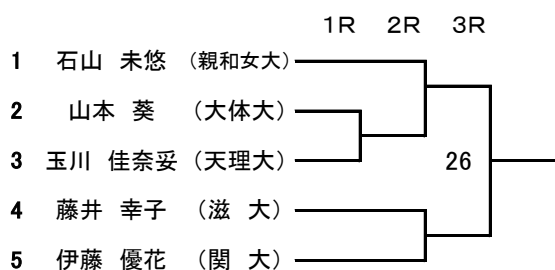 １R ２R ３R
1 石山 未悠 （親和女大）
2 山本 葵 （大体大）
3 玉川 佳奈妥 （天理大）
26
4 藤井 幸子 （滋 大）
5 伊藤 優花 （関 大）